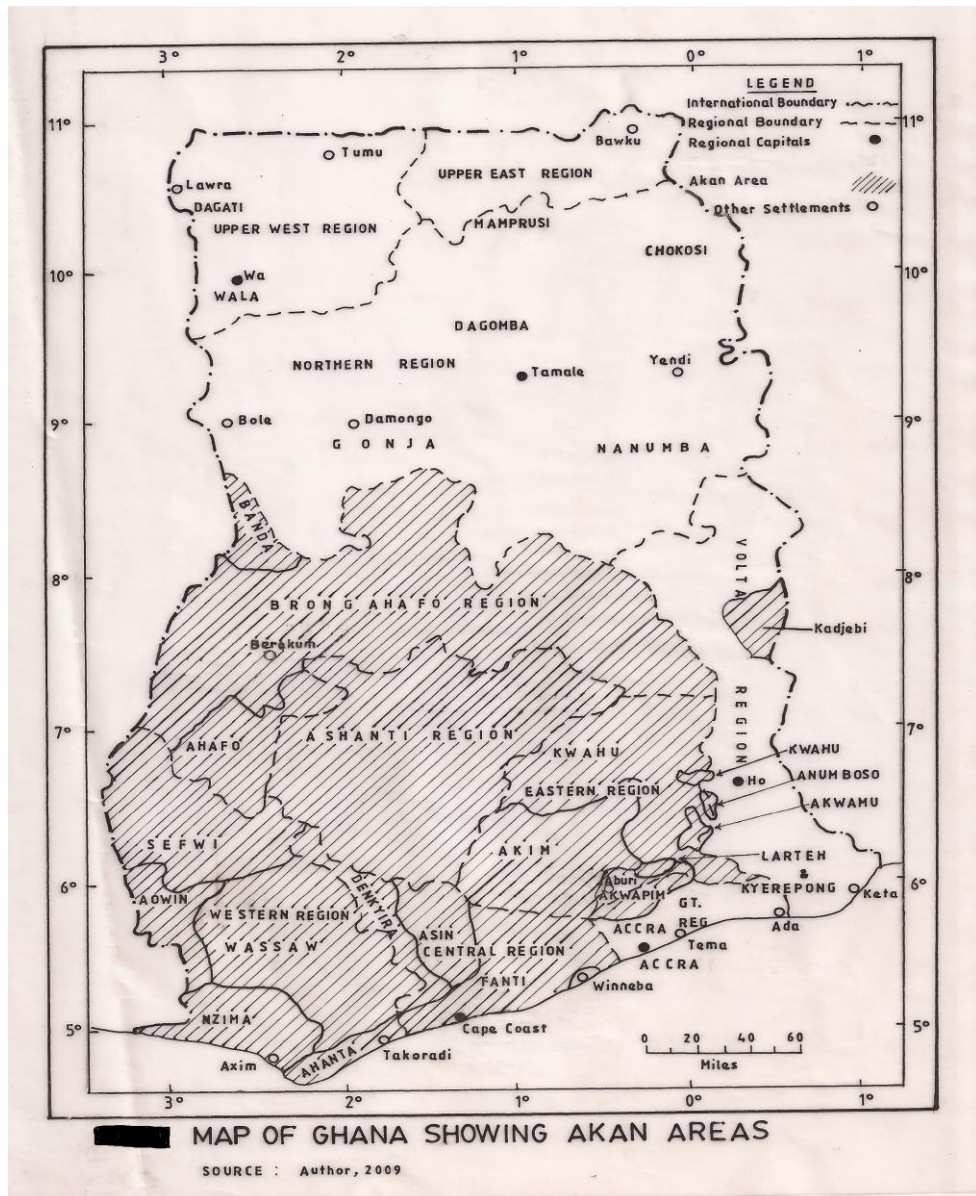 3° 2° 1° 0° 1°
LEGEND
International Boundary
Regional Boundary
Regional Capitals
Akan Area
Other Settlements
11° 11°
Bawku
Tumu
UPPER EAST REGION
Lawra
DAGATI
MAMPRUSI
UPPER WEST REGION
CHOKOSI
10° 10°
Wa
WALA
DAGOMBA
NORTHERN REGION
Yendi
Tamale
9° 9°
Bole
Damongo
GONJA
NANUMBA
BANDA
VOLTA
REGION
8° 8°
BRONG AHAFO REGION
Kadjebi
Berekum
7° 7°
ASHANTI REGION
AHAFO
KWAHU
KWAHU
Ho
ANUMBOSO
EASTERN REGION
AKWAMU
SEFWI
AKIM
LARTEH
&
KYEREPONG
6° 6°
Aburi
AKWAPIM
DENKYIRA
Keta
AOWIN
WESTERN REGION
GT.
ACCRA REG
Ada
WASSAW
ASIN
CENTRAL REGION
Tema
ACCRA
FANTI
Winneba
5° 5°
NZIMA
Cape Coast
Takoradi
AHANTA
Axim
0 20 40 60
Miles
3° 2° 1° 0° 1°
MAP OF GHANA SHOWING AKAN AREAS
SOURCE : Author, 2009